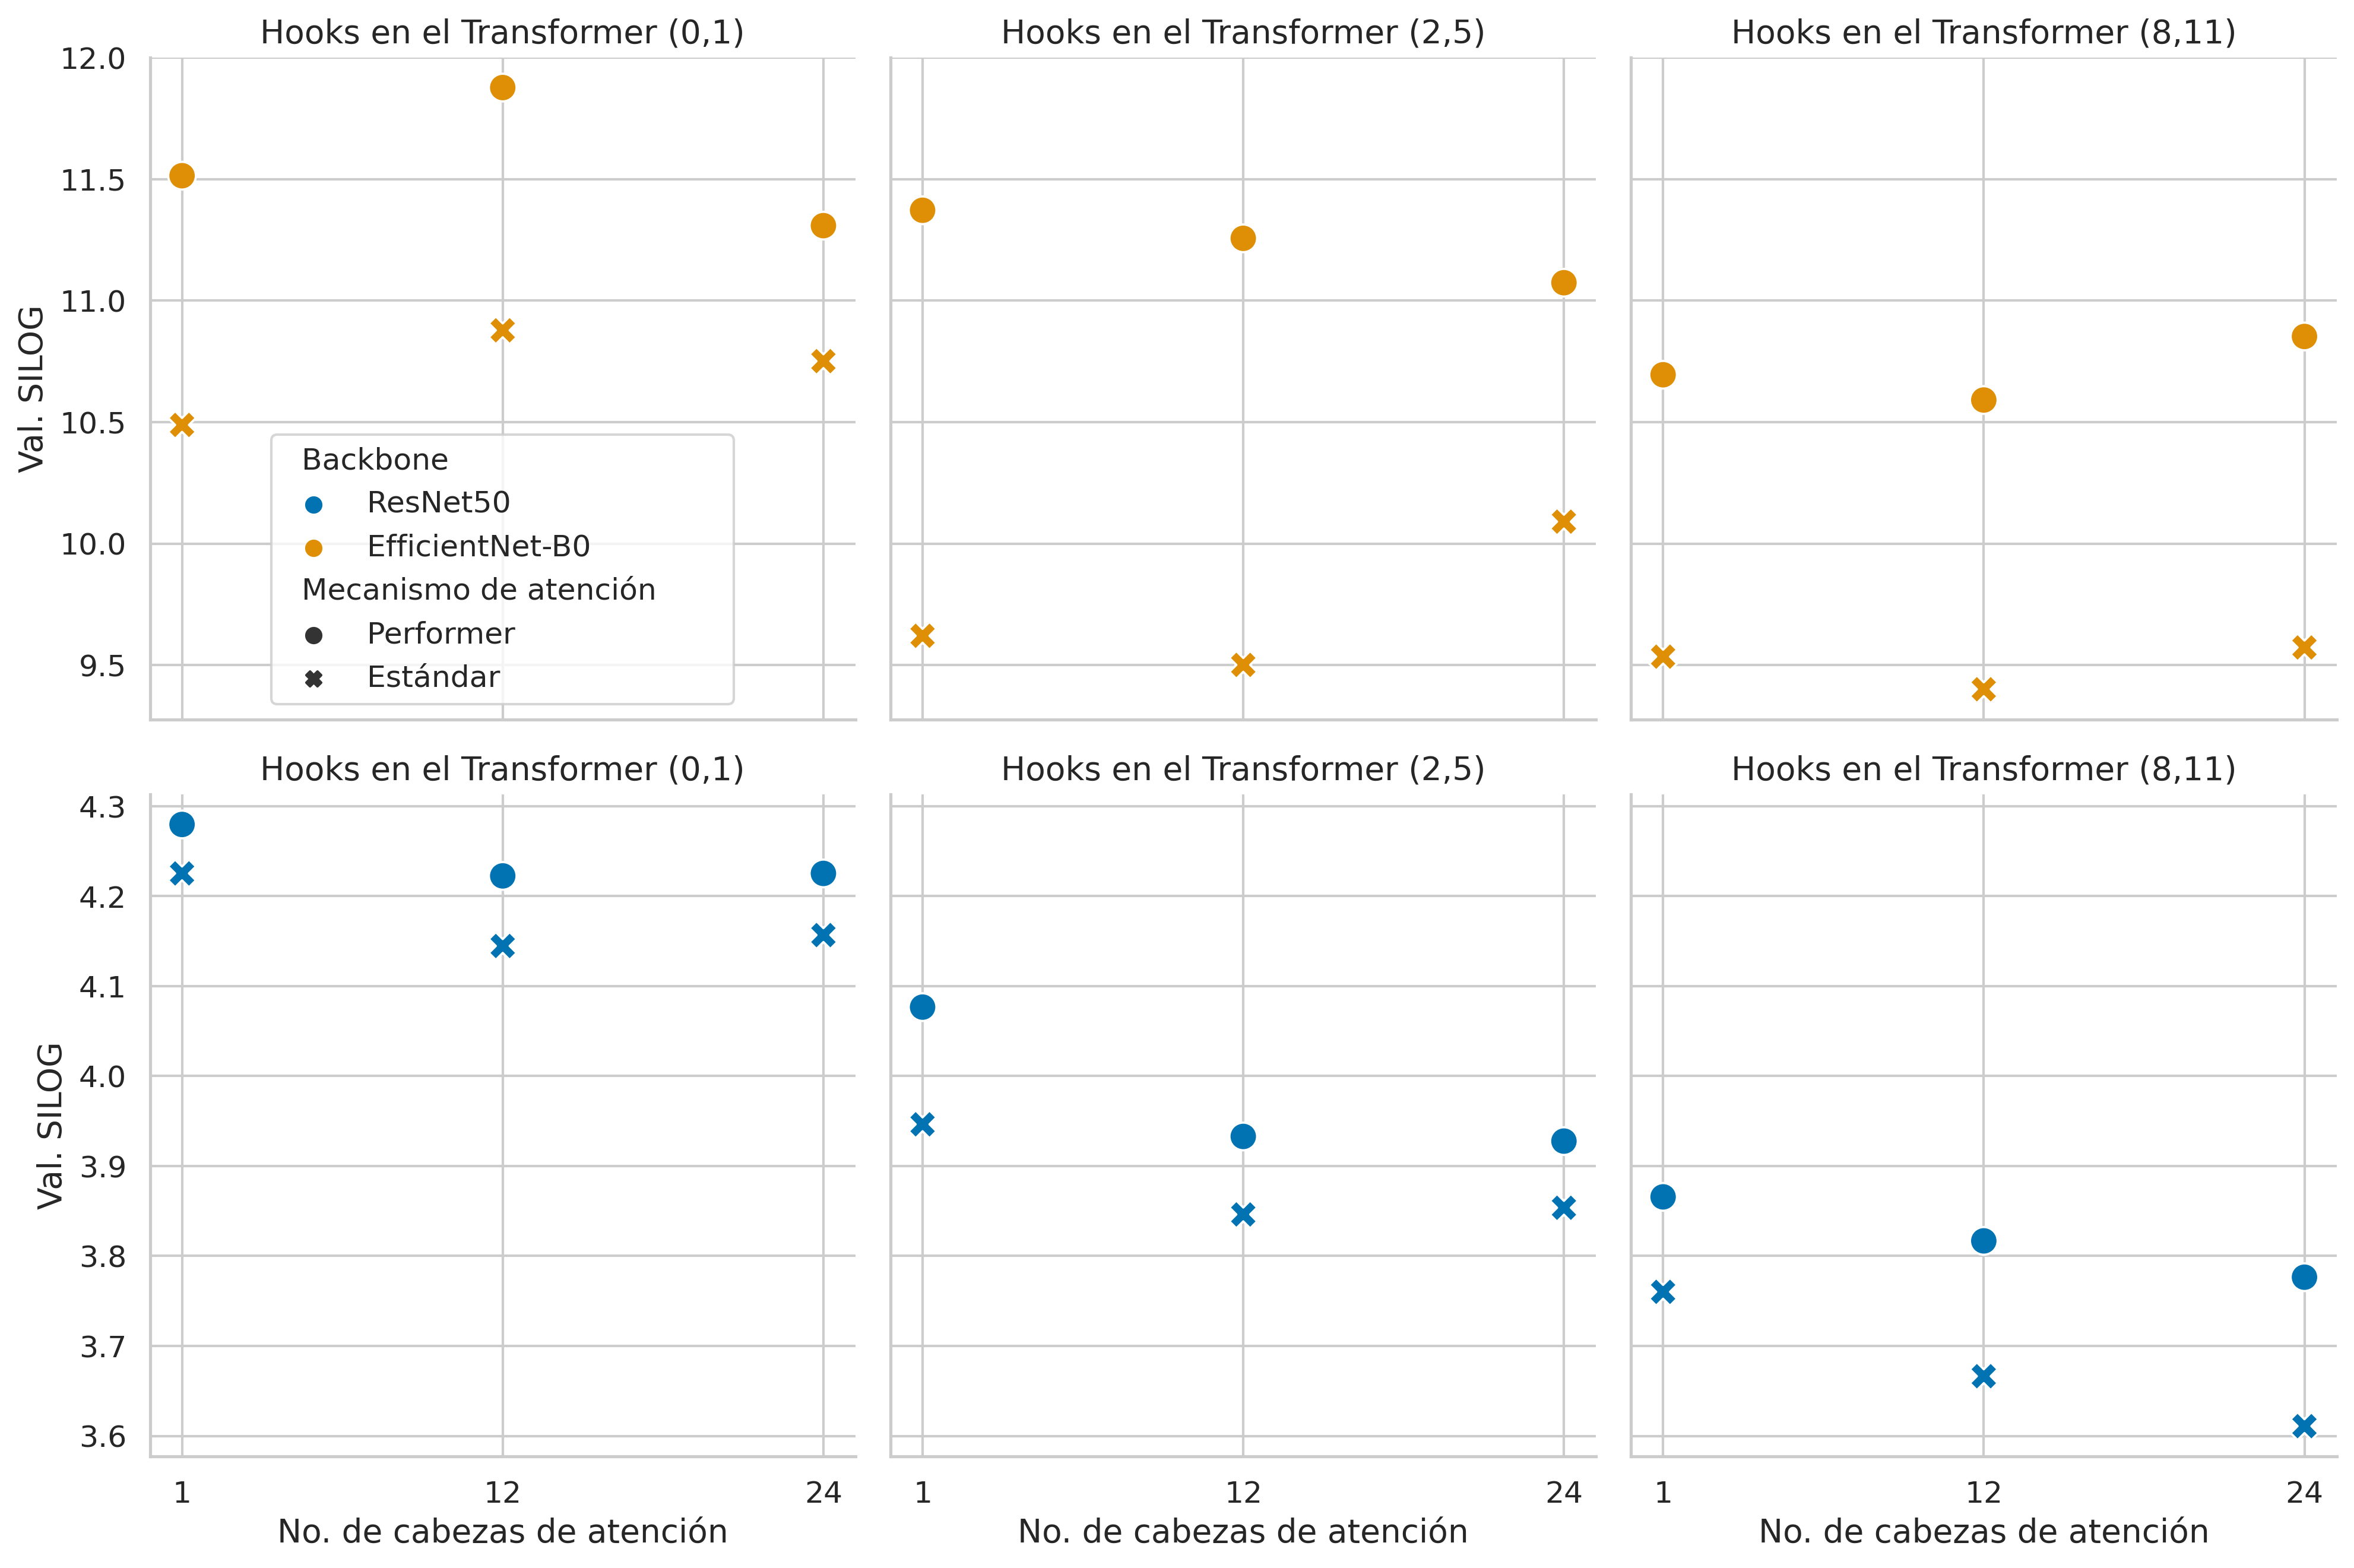 Hooks en el Transformer (0,1)
Hooks en el Transformer (2,5)
Hooks en el Transformer (8,11)
Val. SILOG
12.0
11.5
11.0
10.5
10.0
9.5
Backbone
ResNet50
EfficientNet-B0
Mecanismo de atención
Performer
Estándar
Hooks en el Transformer (0,1)
Hooks en el Transformer (2,5)
Hooks en el Transformer (8,11)
Val. SILOG
4.3
4.2
4.1
4.0
3.9
3.8
3.7
3.6
1 12 24
1 12 24
1 12 24
No. de cabezas de atención
No. de cabezas de atención
No. de cabezas de atención